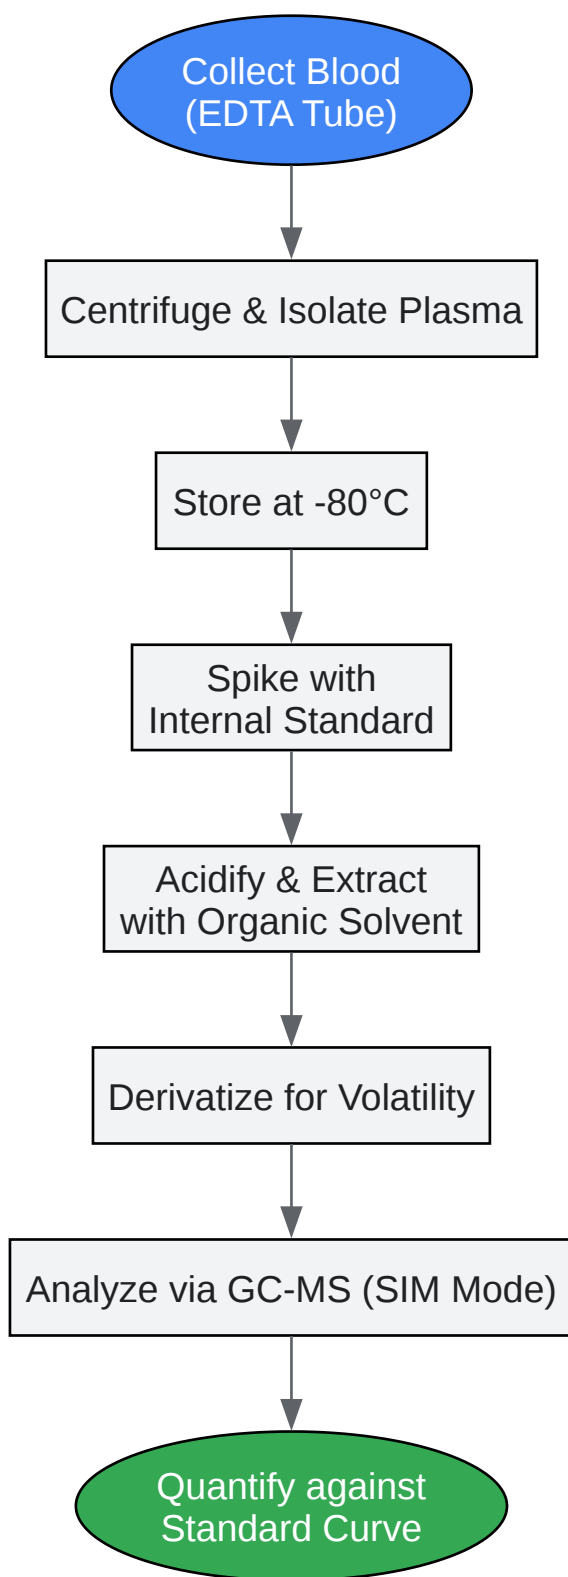 Collect Blood
(EDTA Tube)
Centrifuge & Isolate Plasma
Store at -80°C
Spike with
Internal Standard
Acidify & Extract
with Organic Solvent
Derivatize for Volatility
Analyze via GC-MS (SIM Mode)
Quantify against
Standard Curve